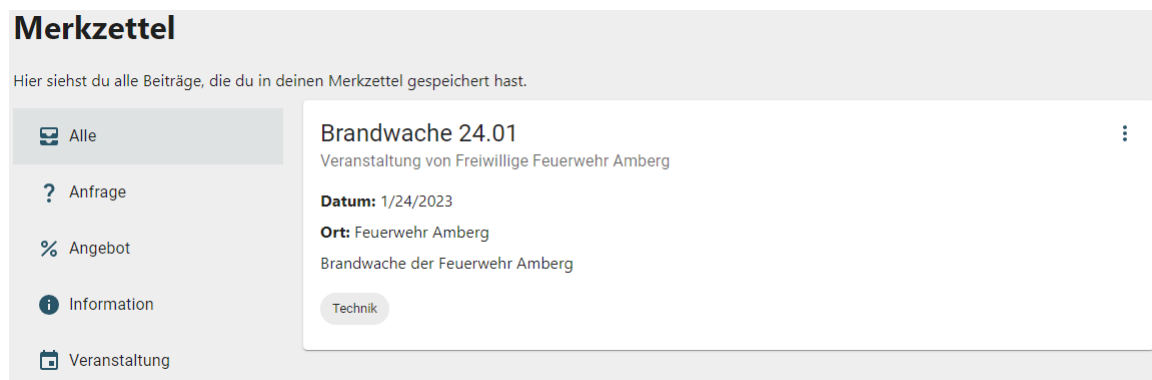 Merkzettel
Hier siehst du alle Beiträge, die du in deinen Merkzettel gespeichert hast.
Alle
Anfrage
Angebot
Information
Veranstaltung
Brandwache 24.01
Veranstaltung von Freiwillige Feuerwehr Amberg
Datum: 1/24/2023
Ort: Feuerwehr Amberg
Brandwache der Feuerwehr Amberg
Technik